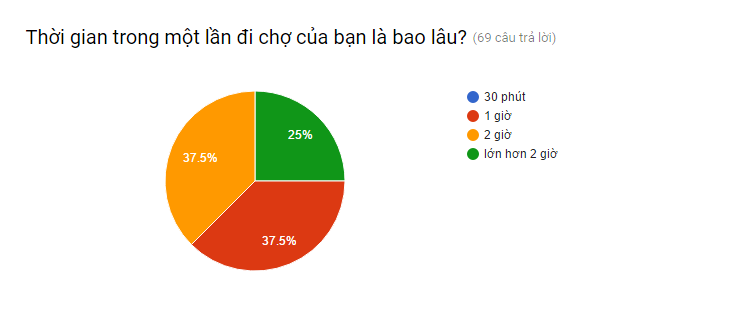 Thời gian trong một lần đi chợ của bạn là bao lâu? (69 câu trả lời)
30 phút
1 giờ
2 giờ
lớn hơn 2 giờ
25%
37.5%
37.5%